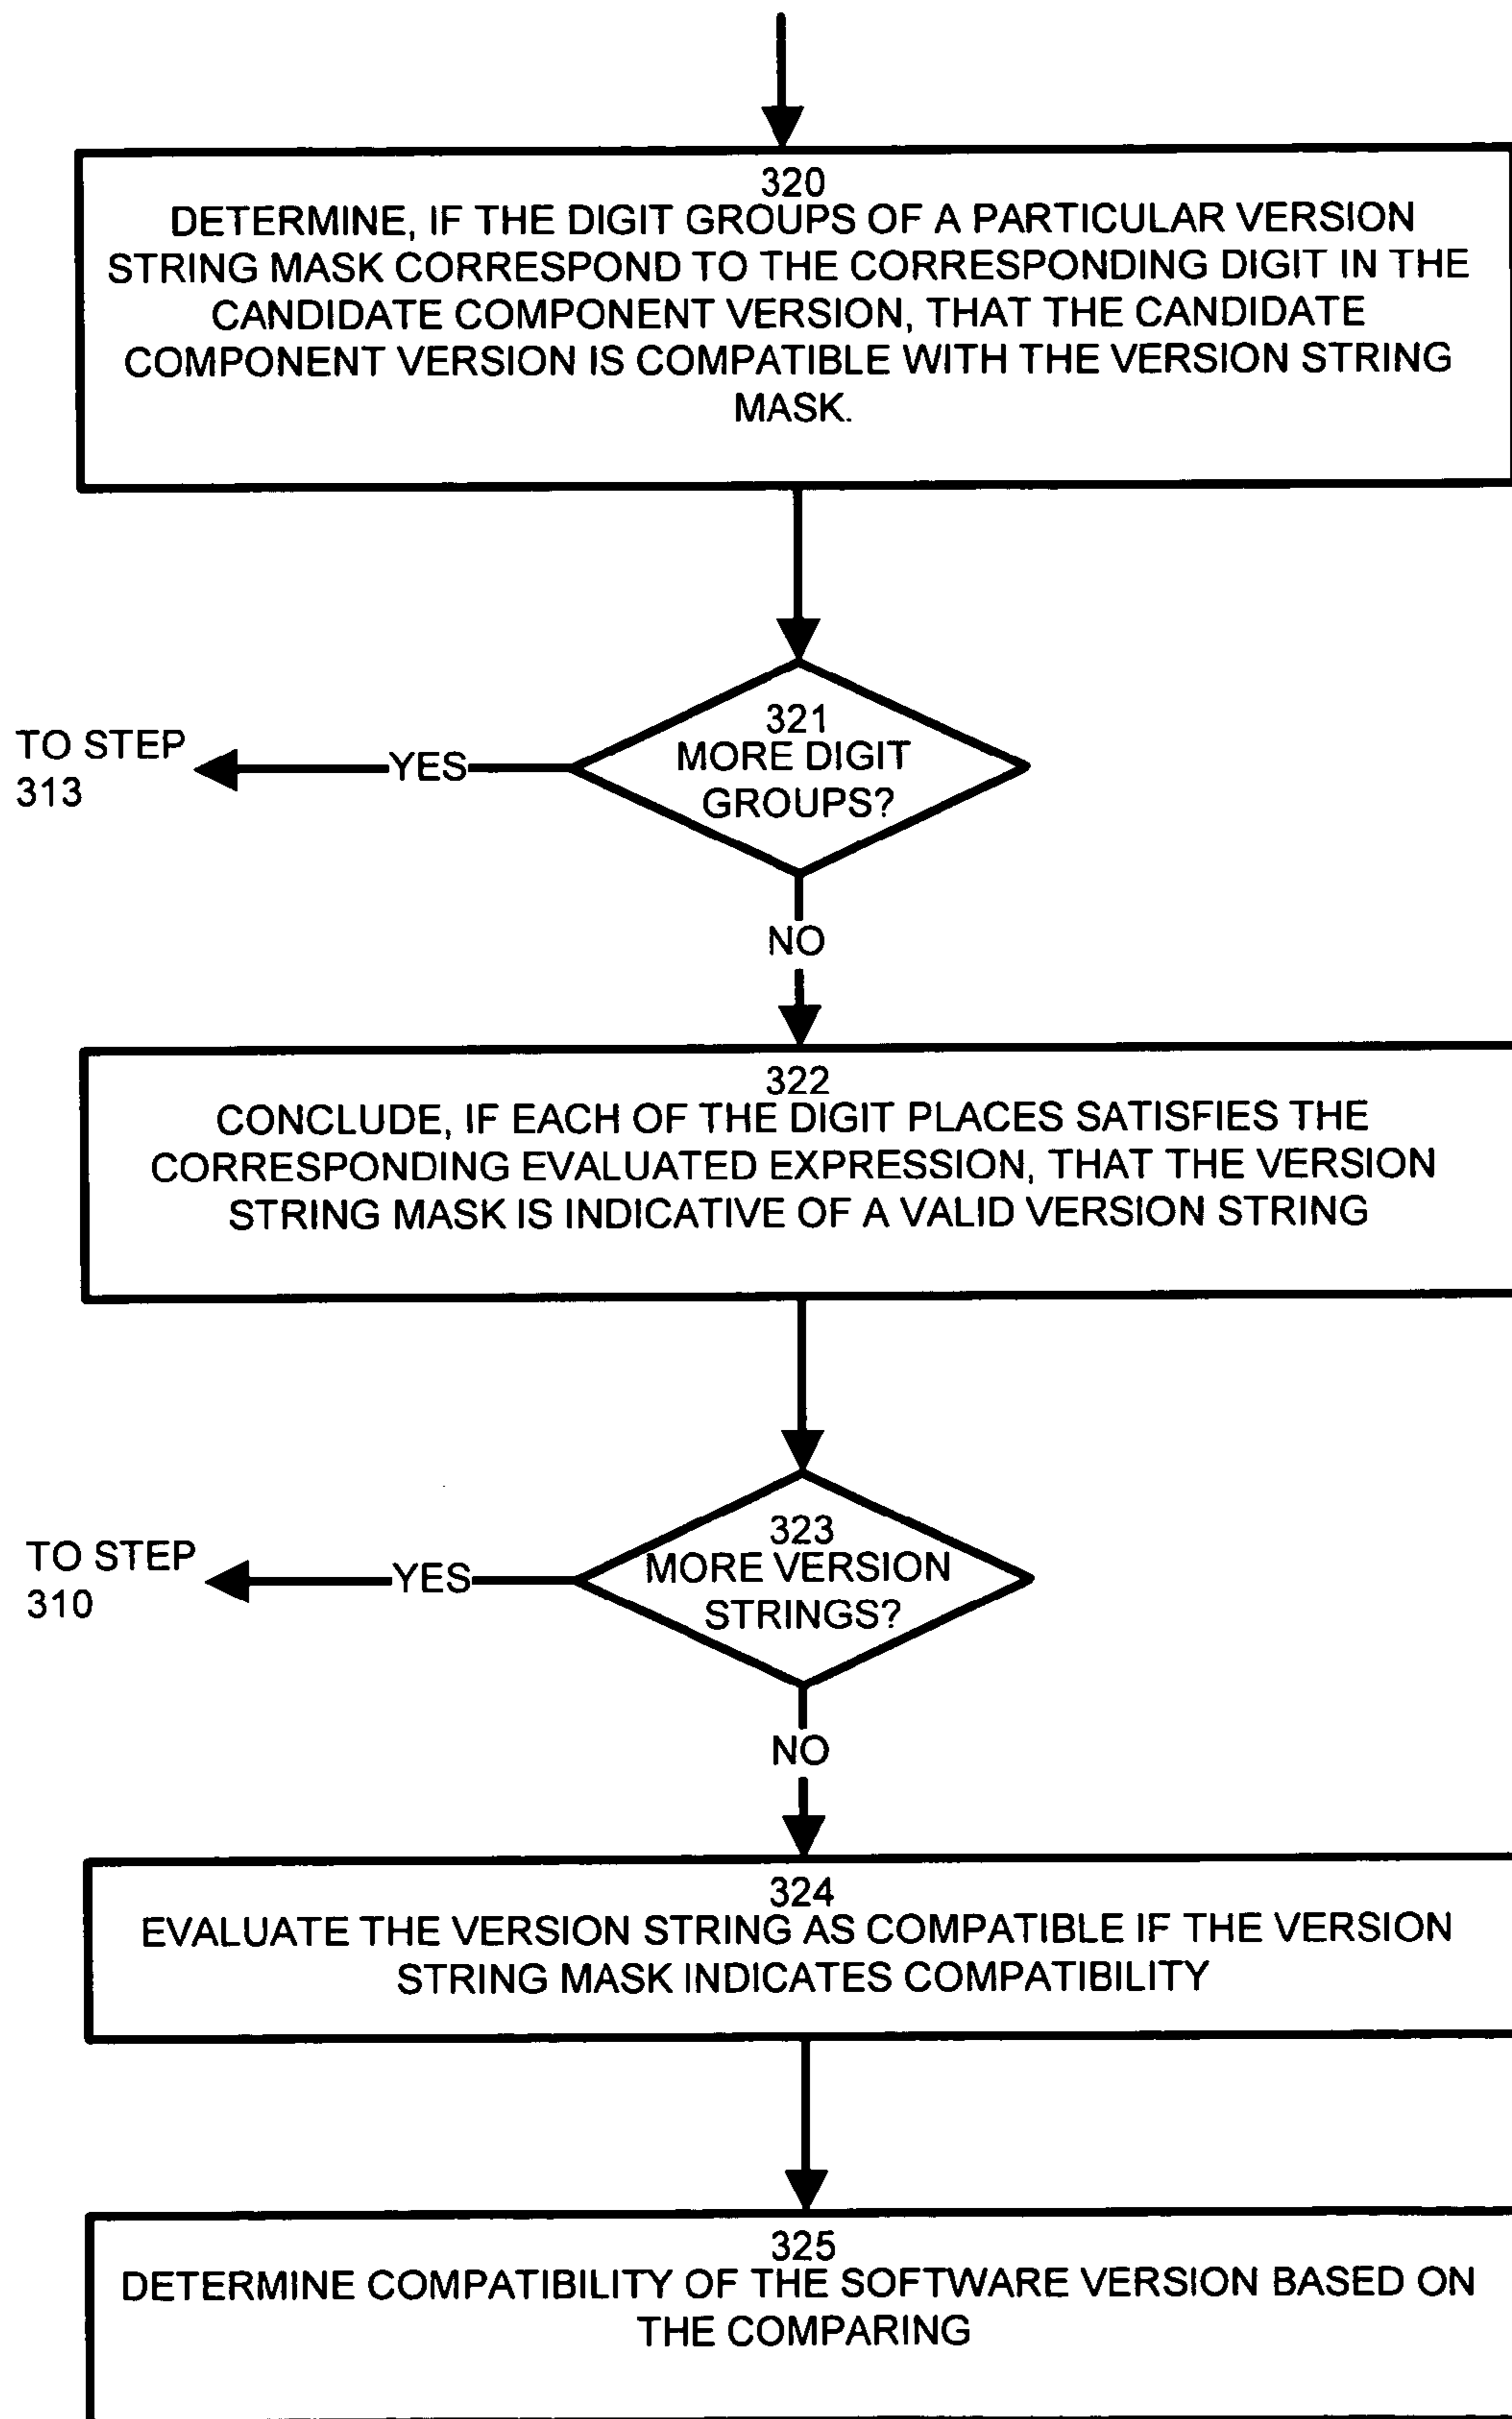 320
DETERMINE, IF THE DIGIT GROUPS OF A PARTICULAR VERSION
STRING MASK CORRESPOND TO THE CORRESPONDING DIGIT IN THE
CANDIDATE COMPONENT VERSION, THAT THE CANDIDATE
COMPONENT VERSION IS COMPATIBLE WITH THE VERSION STRING
MASK.
321
MORE DIGIT
GROUPS?
YES
TO STEP
313
NO
322
CONCLUDE, IF EACH OF THE DIGIT PLACES SATISFIES THE
CORRESPONDING EVALUATED EXPRESSION, THAT THE VERSION
STRING MASK IS INDICATIVE OF A VALID VERSION STRING
323
MORE VERSION
STRINGS?
YES
TO STEP
310
NO
324
EVALUATE THE VERSION STRING AS COMPATIBLE IF THE VERSION
STRING MASK INDICATES COMPATIBILITY
325
DETERMINE COMPATIBILITY OF THE SOFTWARE VERSION BASED ON
THE COMPARING